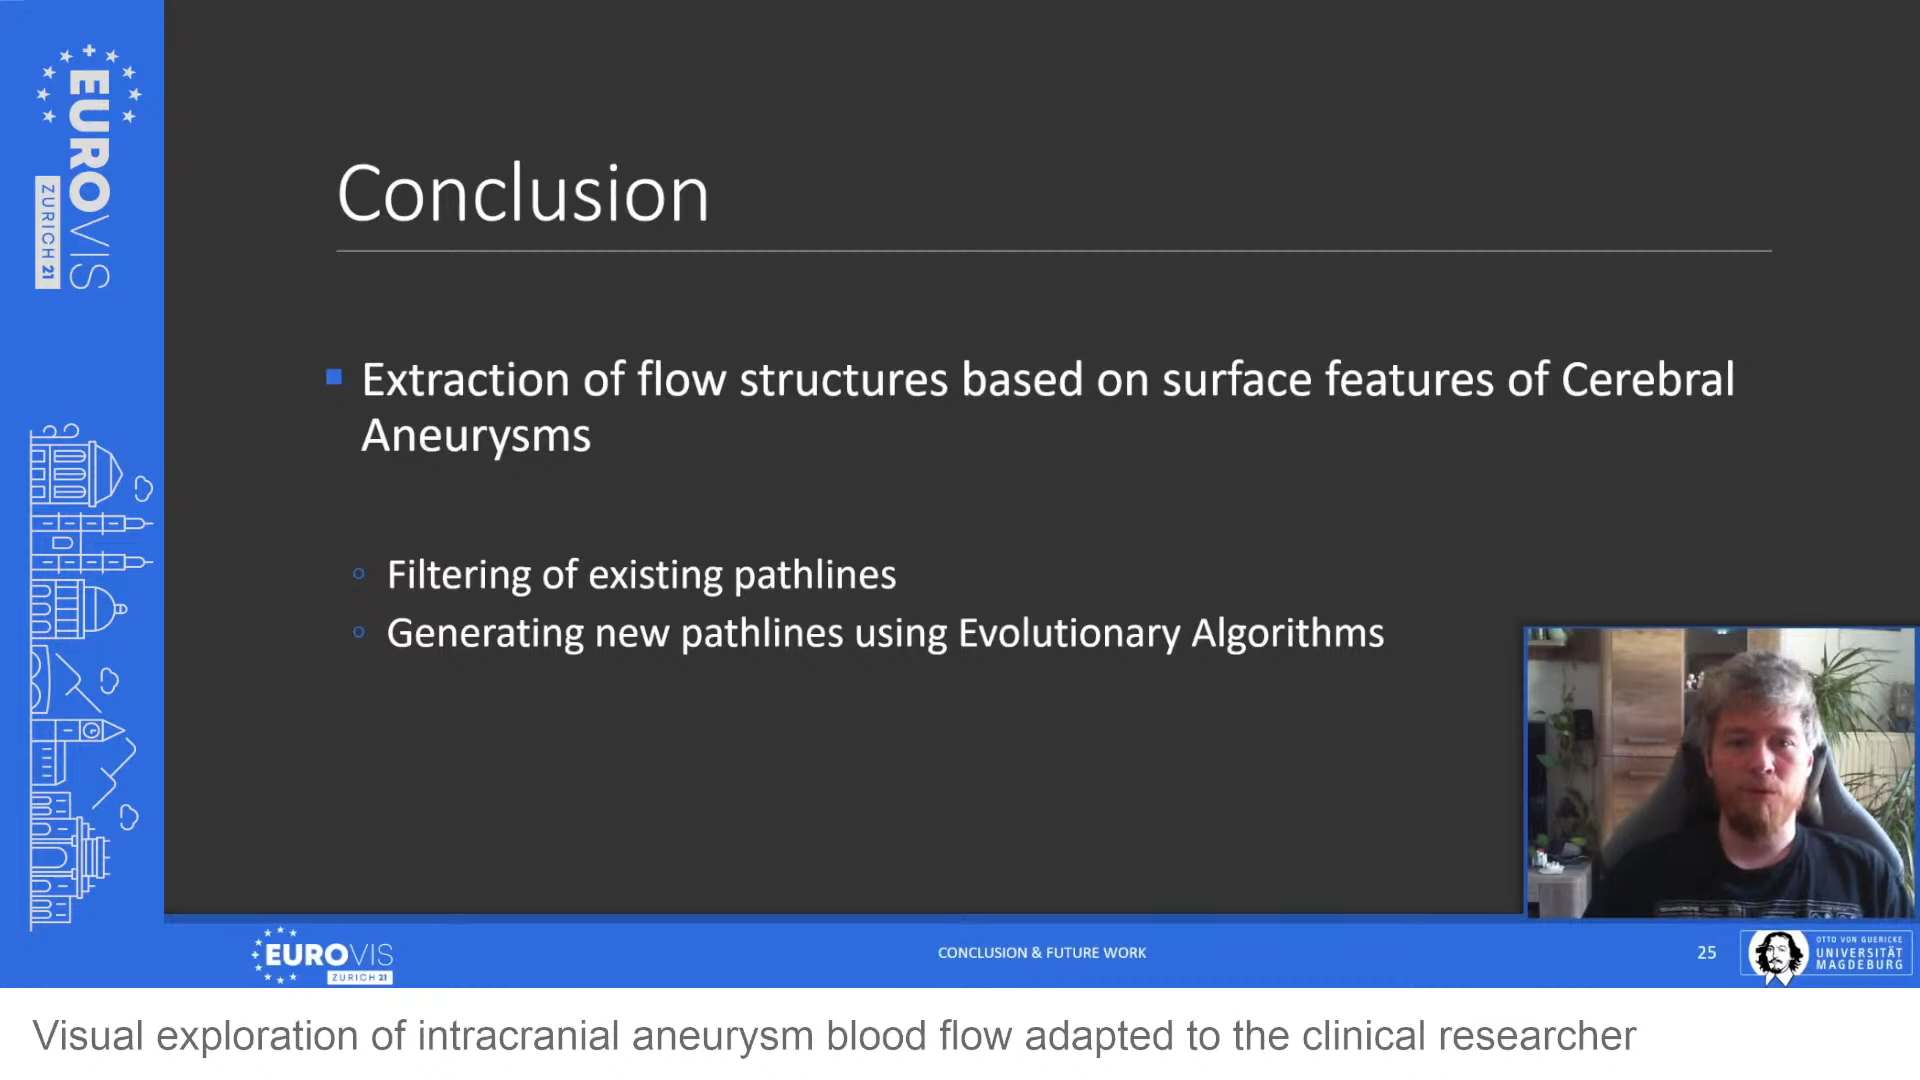 EUROVIS
ZURICH 21
Conclusion
Extraction of flow structures based on surface features of Cerebral
Aneurysms
Filtering of existing pathlines
Generating new pathlines using Evolutionary Algorithms
EUROVIS
ZURICH 21
CONCLUSION & FUTURE WORK
25
OTTO VON GUERICKE
UNIVERSITÄT
MAGDEBURG
Visual exploration of intracranial aneurysm blood flow adapted to the clinical researcher